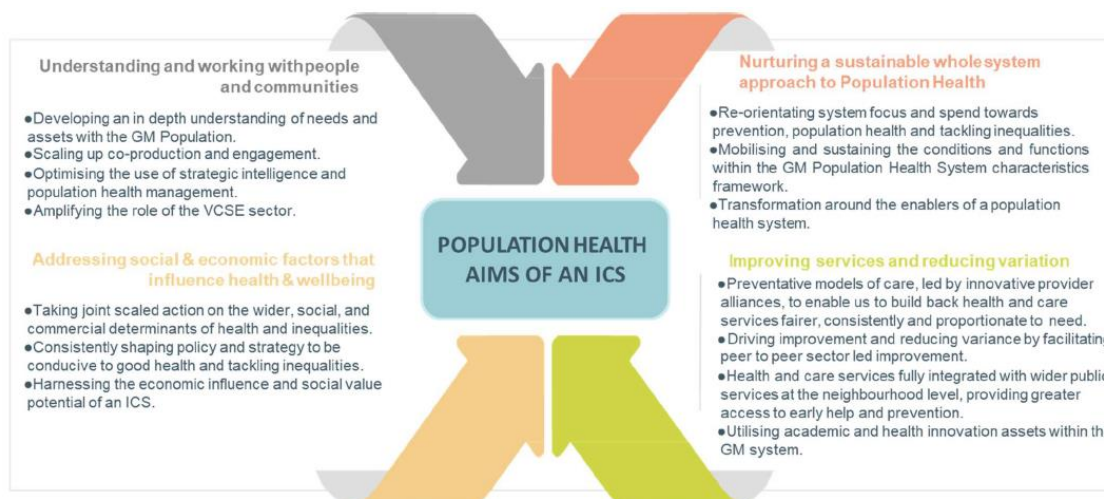 Understanding and working with people
and communities
●Developing an in depth understanding of needs and
assets with the GM Population.
●Scaling up co-production and engagement.
●Optimising the use of strategic intelligence and
population health management.
●Amplifying the role of the VCSE sector.
Addressing social & economic factors that
influence health & wellbeing
●Taking joint scaled action on the wider, social, and
commercial determinants of health and inequalities.
●Consistently shaping policy and strategy to be
conducive to good health and tackling inequalities.
●Harnessing the economic influence and social value
potential of an ICS.
POPULATION HEALTH
AIMS OF AN ICS
Nurturing a sustainable whole system
approach to Population Health
●Re-orientating system focus and spend towards
prevention, population health and tackling inequalities.
●Mobilising and sustaining the conditions and functions
within the GM Population Health System characteristics
framework.
●Transformation around the enablers of a population
health system.
Improving services and reducing variation
●Preventative models of care, led by innovative provider
alliances, to enable us to build back health and care
services fairer, consistently and proportionate to need.
●Driving improvement and reducing variance by facilitating
peer to peer sector led improvement.
●Health and care services fully integrated with wider public
services at the neighbourhood level, providing greater
access to early help and prevention.
●Utilising academic and health innovation assets within th
GM system.